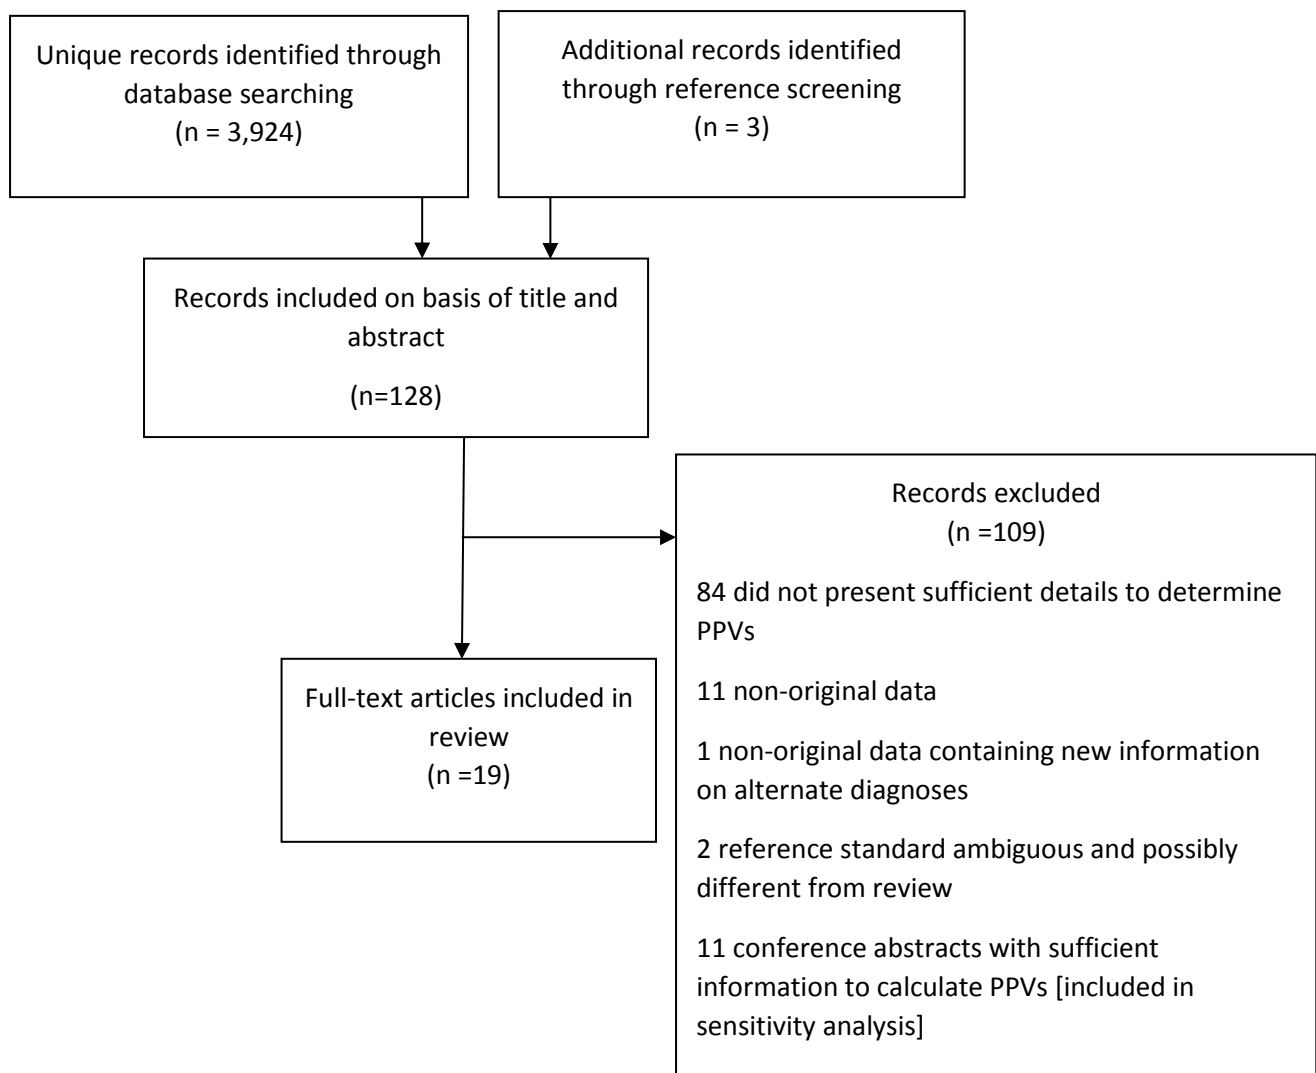 Unique records identified through
database searching
(n = 3,924)
Additional records identified
through reference screening
(n = 3)
Records included on basis of title and
abstract
(n=128)
Records excluded
(n =109)
84 did not present sufficient details to determine
PPVs
11 non-original data
1 non-original data containing new information
on alternate diagnoses
2 reference standard ambiguous and possibly
different from review
11 conference abstracts with sufficient
information to calculate PPVs [included in
sensitivity analysis]
Full-text articles included in
review
(n =19)